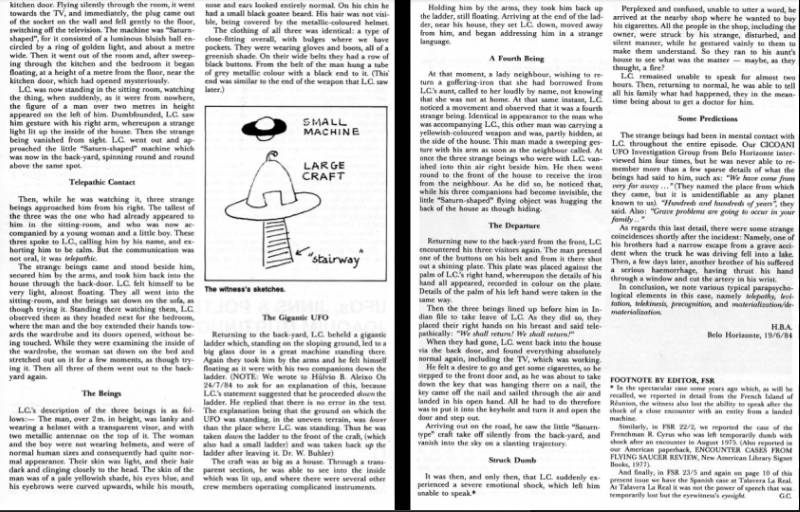 kitchen door. Flying silently through the room, it went
towards the TV, and immediately, the plug came out
of the socket on the wall and fell gently to the floor,
switching off the television. The machine was "Saturn-
shaped", for it consisted of a luminous bluish ball en-
circled by a ring of golden light, and about a metre
wide. Then it went out of the room and, after sweep-
ing through the kitchen and the bedroom it began
floating, at a height of a metre from the floor, near the
kitchen door, which had opened mysteriously.
L.C. was now standing in the sitting room, watching
the thing, when suddenly, as it were from nowhere,
the figure of a man over two metres in height
appeared on the left of him. Dumbfounded, L.C. saw
him gesture with his right arm, whereupon a strange
light lit up the inside of the house. Then the strange
being vanished from sight. L.C. went out and ap-
proached the little "Saturn-shaped" machine which
was now in the back-yard, spinning round and round
above the same spot.
Telepathic Contact
Then, while he was watching it, three strange
beings approached him from his right. The tallest of
the three was the one who had already appeared to
him in the sitting-room, and who was now ac-
companied by a young woman and a little boy. These
three spoke to L.C., calling him by his name, and ex-
horting him to be calm. But the communication was
not oral, it was telepathic.
The strange beings came and stood beside him,
secured him by the arms, and took him back into the
house through the back-door. L.C. felt himself to be
very light, almost floating. They all went into the
sitting-room, and the beings sat down on the sofa, as
though trying it. Standing there watching them, L.C.
observed them as they headed next for the bedroom,
where the man and the boy extended their hands tow-
ards the wardrobe and its doors opened, without be-
ing touched. While they were examining the inside of
the wardrobe, the woman sat down on the bed and
stretched out on it for a few moments, as though try-
ing it. Then all three of them went out to the back-
yard again.
The Beings
L.C.'s description of the three beings is as fol-
lows:— The man, over 2m. in height, was lanky and
wearing a helmet with a transparent visor, and with
two metallic antennae on the top of it. The woman
and the boy were not wearing helmets, and were of
normal human sizes and consequently had quite nor-
mal appearance. Their skin was light, and their hair
dark and clinging closely to the head. The skin of the
man was of a pale yellowish shade, his eyes blue, and
his eyebrows were curved upwards, while his mouth,
nose and ears looked entirely normal. On his chin he
had a small black goatee beard. His hair was not vis-
ible, being covered by the metallic-coloured helmet.
The clothing of all three was identical: a type of
close-fitting overall, with bulges where we have
pockets. They were wearing gloves and boots, all of a
greenish shade. On their wide belts they had a row of
black buttons. From the belt of the man hung a tube
of grey metallic colour with a black end to it. (This
end was similar to the end of the weapon that L.C. saw
later.)
SMALL
MACHINE
LARGE
CRAFT
"stairway"
The witness's sketches.
The Gigantic UFO
Returning to the back-yard, L.C. beheld a gigantic
ladder which, standing on the sloping ground, led to a
big glass door in a great machine standing there.
Again they took him by the arms and he felt himself
floating as it were with his two companions down the
ladder. (NOTE: We wrote to Húlvio B. Aleixo On
24/7/84 to ask for an explanation of this, because
L.C.'s statement suggested that he proceeded down the
ladder. He replied that there is no error in the text.
The explanation being that the ground on which the
UFO was standing, in the uneven terrain, was lower
than the place where L.C. was standing. Thus he was
taken down the ladder to the front of the craft, (which
also had a small ladder) and was taken back up the
ladder after leaving it. Dr. W. Buhler)
The craft was as big as a house. Through a trans-
parent section, he was able to see into the inside
which was lit up, and where there were several other
crew members operating complicated instruments.
Holding him by the arms, they took him back up
the ladder, still floating. Arriving at the end of the lad-
der, near his house, they set L.C. down, moved away
from him, and began addressing him in a strange
language.
A Fourth Being
At that moment, a lady neighbour, wishing to re-
turn a goffering-iron that she had borrowed from
L.C.'s aunt, called to her loudly by name, not knowing
that she was not at home. At that same instant, L.C.
noticed a movement and observed that it was a fourth
strange being. Identical in appearance to the man who
was accompanying L.C., this other man was carrying a
yellowish-coloured weapon and was, partly hidden, at
the side of the house. This man made a sweeping ges-
ture with his arm as soon as the neighbour called. At
once the three strange beings who were with L.C. van-
ished into thin air right beside him. He then went
round to the front of the house to receive the iron
from the neighbour. As he did so, he noticed that,
while his three companions had become invisible, the
little "Saturn-shaped" flying object was hugging the
back of the house as though hiding.
The Departure
Returning now to the back-yard from the front, L.C.
encountered his three visitors again. The man pressed
one of the buttons on his belt and from it there shot
out a shining plate. This plate was placed against the
palm of L.C.'s right hand, whereupon the details of his
hand all appeared, recorded in colour on the plate.
Details of the palm of his left hand were taken in the
same way.
Then the three beings lined up before him in In-
dian file to take leave of L.C. As they did so, they
placed their right hands on his breast and said tele-
pathically: "We shall return! We shall return!"
When they had gone, L.C. went back into the house
via the back door, and found everything absolutely
normal again, including the TV, which was working.
He felt a desire to go and get some cigarettes, so he
stepped to the front door and, as he was about to take
down the key that was hanging there on a nail, the
key came off the nail and sailed through the air and
landed in his open hand. All he had to do therefore
was to put it into the keyhole and turn it and open the
door and step out.
Arriving out on the road, he saw the little "Saturn-
type" craft take off silently from the back-yard, and
vanish into the sky on a slanting trajectory.
Struck Dumb
It was then, and only then, that L.C. suddenly ex-
perienced a severe emotional shock, which left him
unable to speak.*
Perplexed and confused, unable to utter a word, he
arrived at the nearby shop where he wanted to buy
his cigarettes. All the people in the shop, including the
owner, were struck by his strange, disturbed, and
silent manner, while he gestured vainly to them to
make them understand. So they ran to his aunt's
house to see what was the matter — maybe, as they
thought, a fire?
L.C. remained unable to speak for almost two
hours. Then, returning to normal, he was able to tell
all his family what had happened, they in the mean-
time being about to get a doctor for him.
Some Predictions
The strange beings had been in mental contact with
L.C. throughout the entire episode. Our CICOANI
UFO Investigation Group from Belo Horizonte inter-
viewed him four times, but he was never able to re-
member more than a few sparse details of what the
beings had said to him, such as: "We have come from
very far away . . ." (They named the place from which
they came, but it is unidentifiable as any planet
known to us). "Hundreds and hundreds of years", they
said. Also: "Grave problems are going to occur in your
family . . ."
As regards this last detail, there were some strange
coincidences shortly after the incident: Namely, one of
his brothers had a narrow escape from a grave acci-
dent when the truck he was driving fell into a lake.
Then, a few days later, another brother of his suffered
a serious haemorrhage, having thrust his hand
through a window and cut the artery in his wrist.
In conclusion, we note various typical parapsycho-
logical elements in this case, namely telepathy, levi-
tation, telekinesis, precognition, and materialization/de-
materialization.
H.B.A.
Belo Horizonte, 19/6/84
FOOTNOTE BY EDITOR, FSR
* In the spectacular case some years ago which, as will be
recalled, we reported in detail from the French Island of
Réunion, the witness also lost the ability to speak after the
shock of a close encounter with an entity from a landed
machine.
Similarly, in FSR 22/2, we reported the case of the
Frenchman R. Cyrus who was left temporarily dumb with
shock after an encounter in August 1975. (Also reported in
our American paperback, ENCOUNTER CASES FROM
FLYING SAUCER REVIEW, New American Library Signet
Books, 1977).
And finally, in FSR 23/5 and again on page 10 of this
present issue we have the Spanish case at Talavera La Real.
At Talavera La Real it was not the power of speech that was
temporarily lost but the eyewitness's eyesight. G.C.